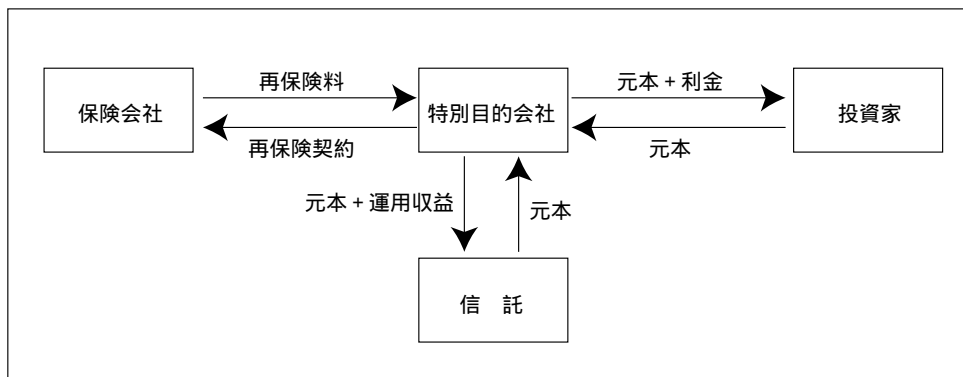 再保険料
元本 + 利金
保険会社
特別目的会社
投資家
再保険契約
元本
元本 + 運用収益
元本
信 託